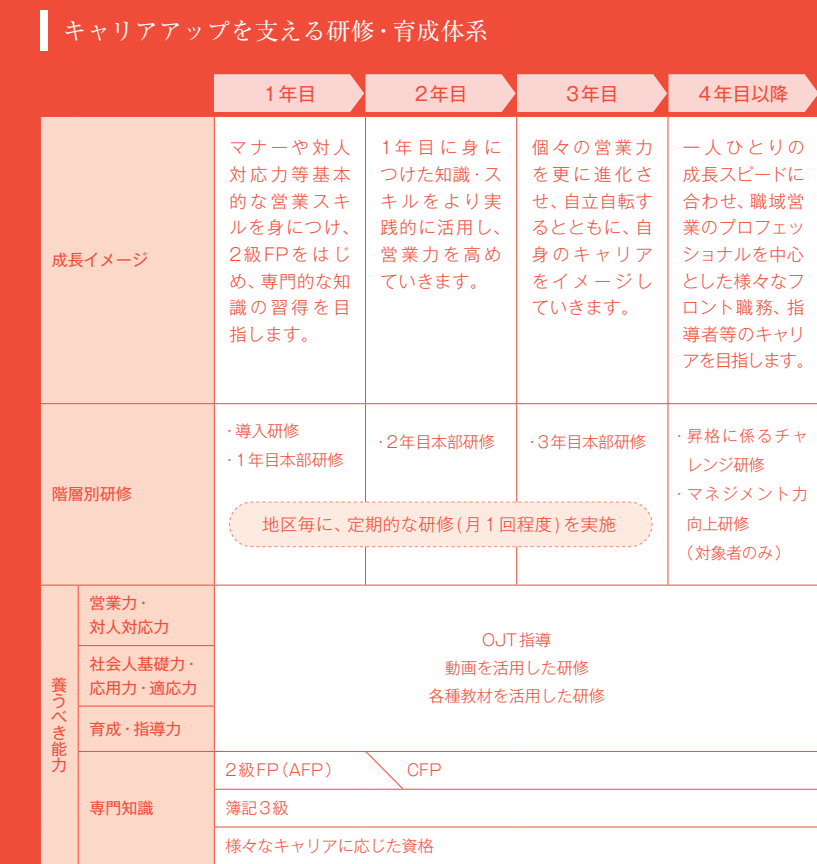 キャリアアップを支える研修・育成体系
1年目
2年目
3年目
4年目以降
成長イメージ
マナーや対人
対応力等基本
的な営業スキ
ルを身につけ、
2級FPをはじ
め、専門的な知
識の習得を目
指します。
1年目に身に
つけた知識・ス
キルをより実
践的に活用し、
営業力を高め
ていきます。
個々の営業力
を更に進化さ
せ、自立自転す
るとともに、自
身のキャリア
をイメージし
ていきます。
一人ひとりの
成長スピードに
合わせ、職域営
業のプロフェッ
ショナルを中心
とした様々なフ
ロント職務、指
導者等のキャリ
アを目指します。
階層別研修
・導入研修
・1年目本部研修
・2年目本部研修
・3年目本部研修
・昇格に係るチャ
レンジ研修
・マネジメント力
向上研修
（対象者のみ）
地区毎に、定期的な研修(月1回程度)を実施
養うべき能力
営業力・
対人対応力
社会人基礎力・
応用力・適応力
育成・指導力
OJT指導
動画を活用した研修
各種教材を活用した研修
専門知識
2級FP(AFP)
CFP
簿記3級
様々なキャリアに応じた資格